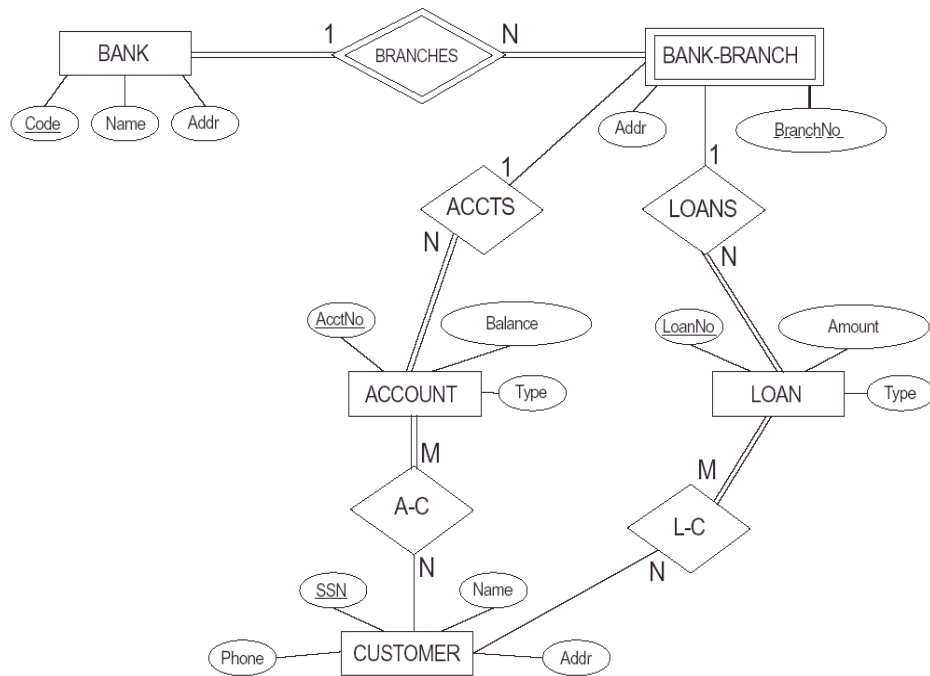 1
N
BANK
BRANCHES
BANK-BRANCH
Code
Name
Addr
Addr
BranchNo
1
1
ACCTS
LOANS
N
N
AcctNo
Balance
LoanNo
Amount
ACCOUNT
Type
LOAN
Type
M
M
A-C
L-C
N
N
SSN
Name
Phone
CUSTOMER
Addr